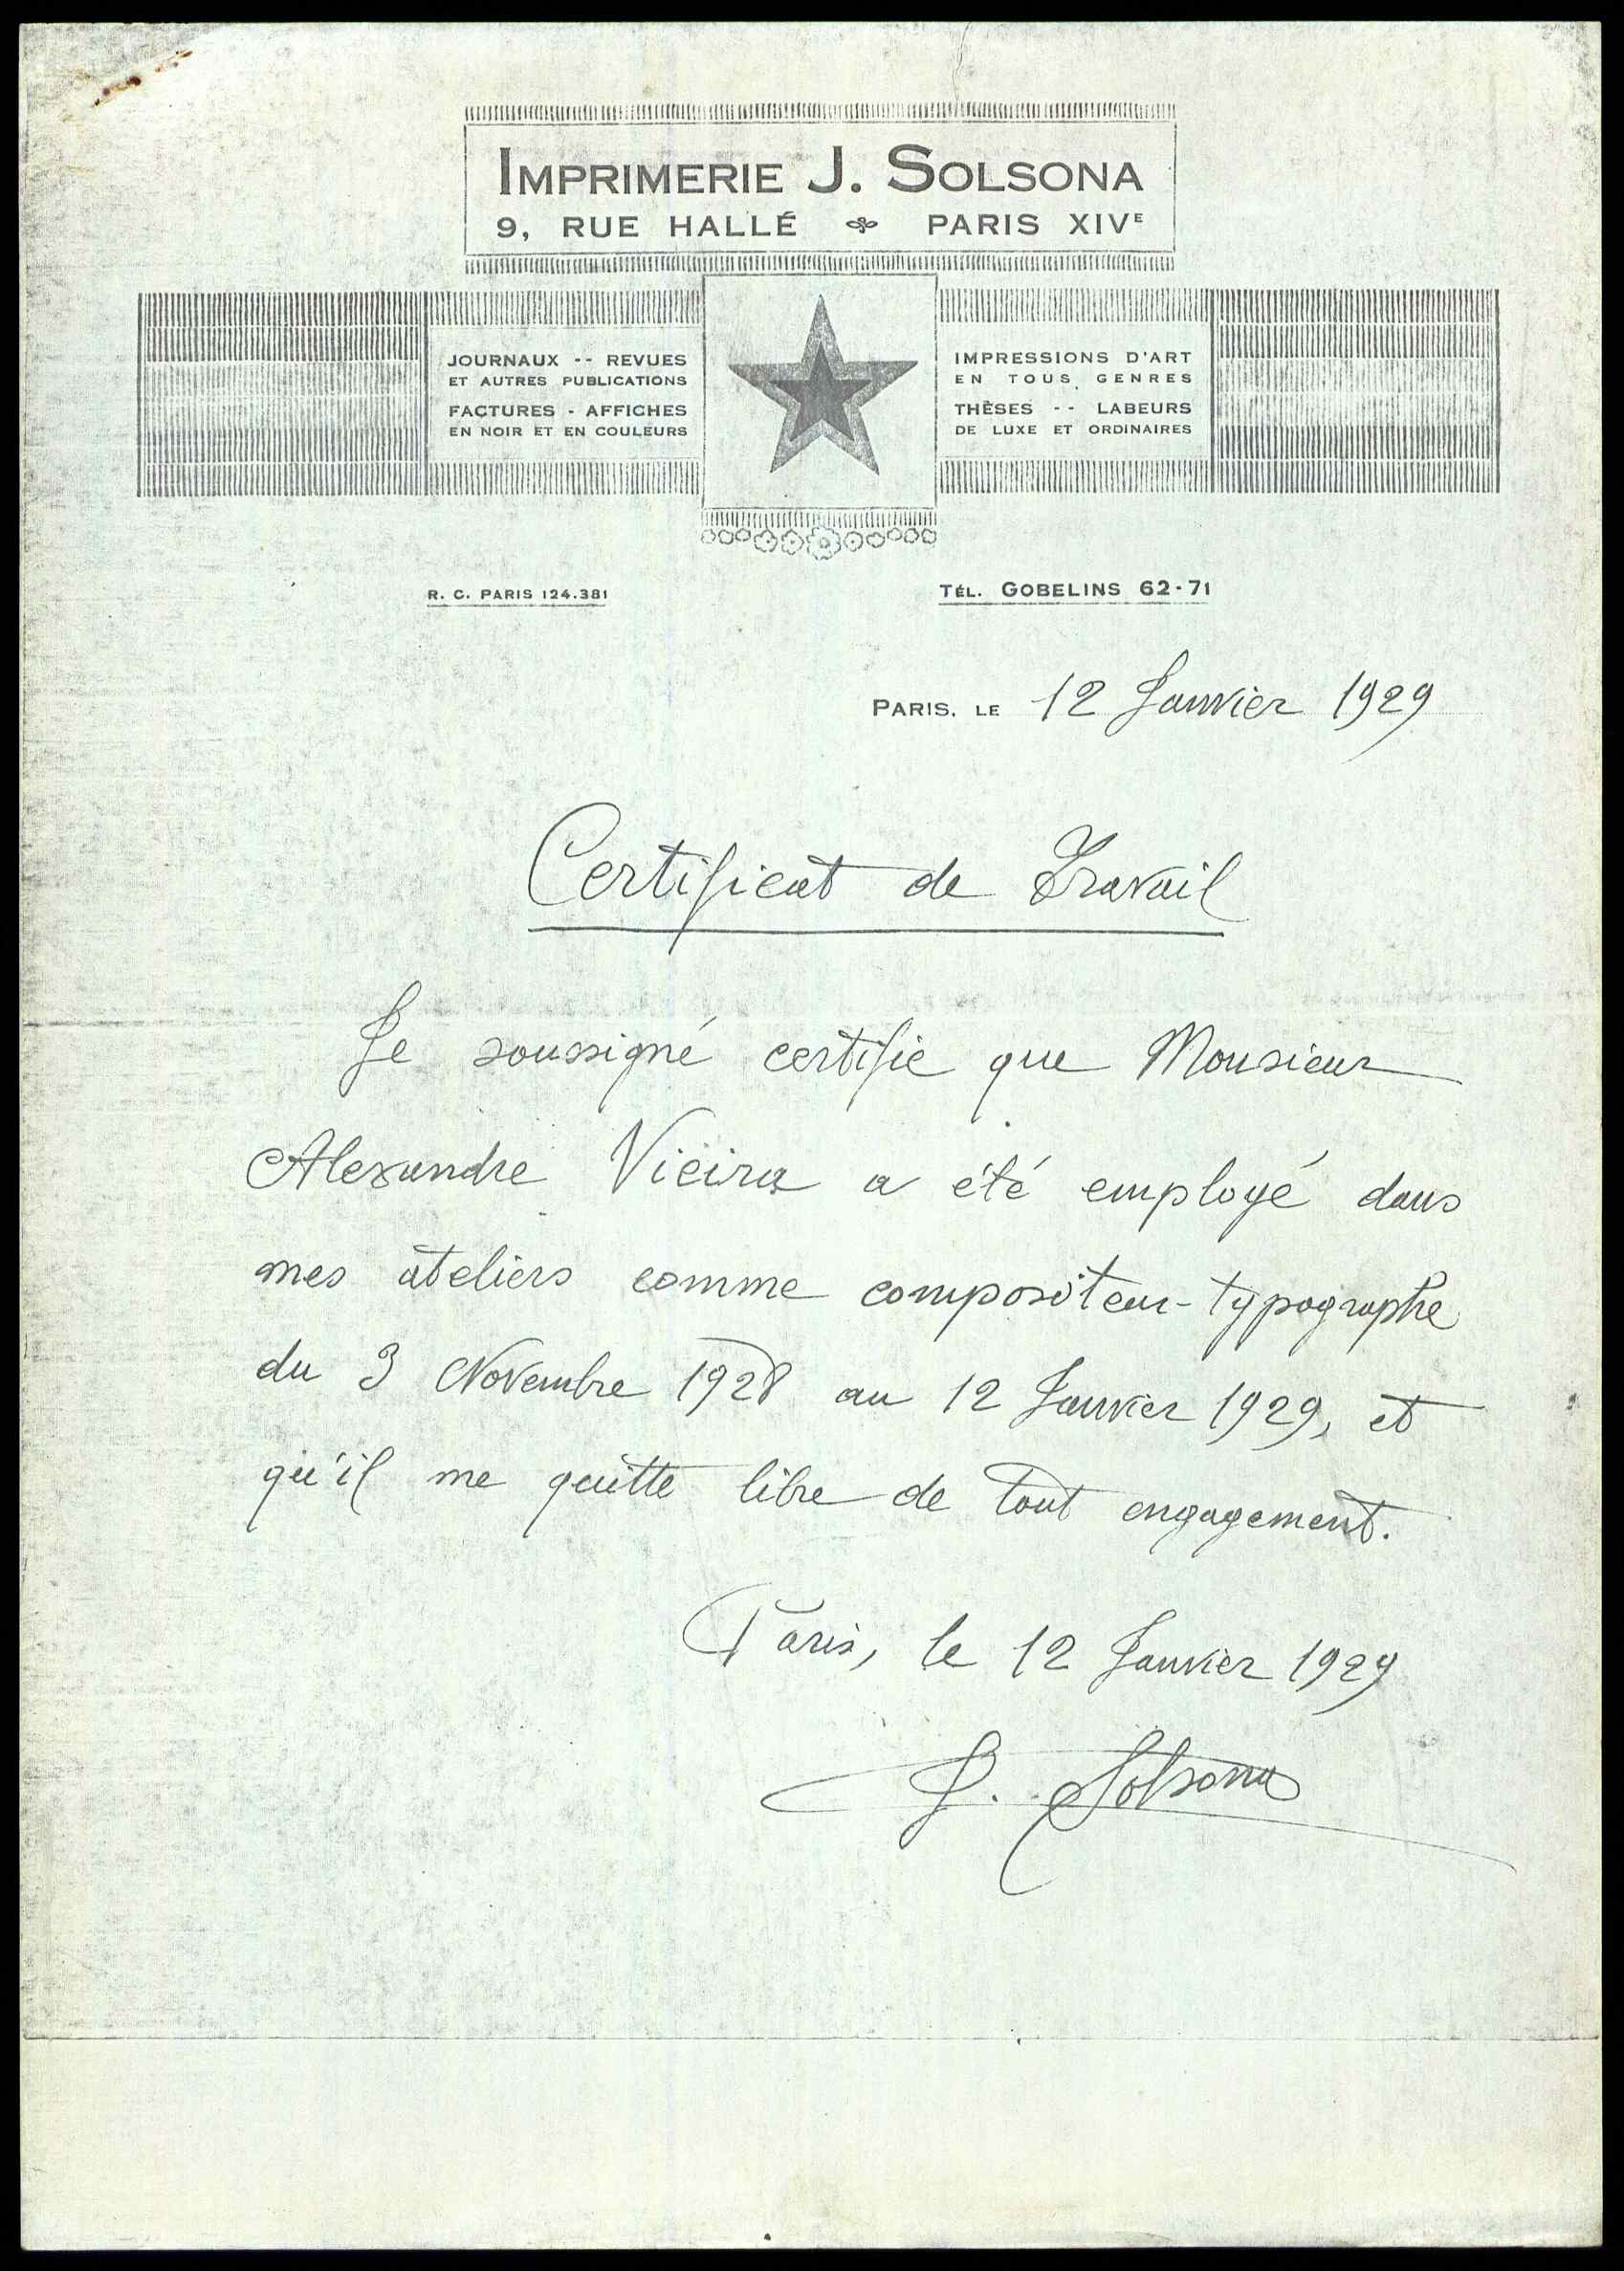 IMPRIMERIE J. SOLSONA
9, RUE HALLÉ PARIS XIVE
JOURNAUX -- REVUES
ET AUTRES PUBLICATIONS
FACTURES - AFFICHES
EN NOIR ET EN COULEURS
IMPRESSIONS D'ART
EN TOUS GENRES
THÈSES -- LABEURS
DE LUXE ET ORDINAIRES
R. C. PARIS 124.381
TÉL. GOBELINS 62-71
PARIS, LE 12 Janvier 1929
Certificat de Travail
Je soussigné certifie que Monsieur
Alexandre Vieira a été employé dans
mes ateliers comme compositeur-typographe
du 3 Novembre 1928 au 12 Janvier 1929, et
qu'il me quitte libre de tout engagement.
Paris, le 12 Janvier 1929
J. Solsona